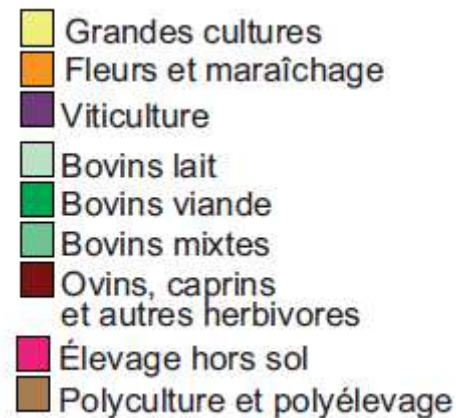 Grandes cultures
Fleurs et maraîchage
Viticulture
Bovins lait
Bovins viande
Bovins mixtes
Ovins, caprins
et autres herbivores
Élevage hors sol
Polyculture et polyélevage